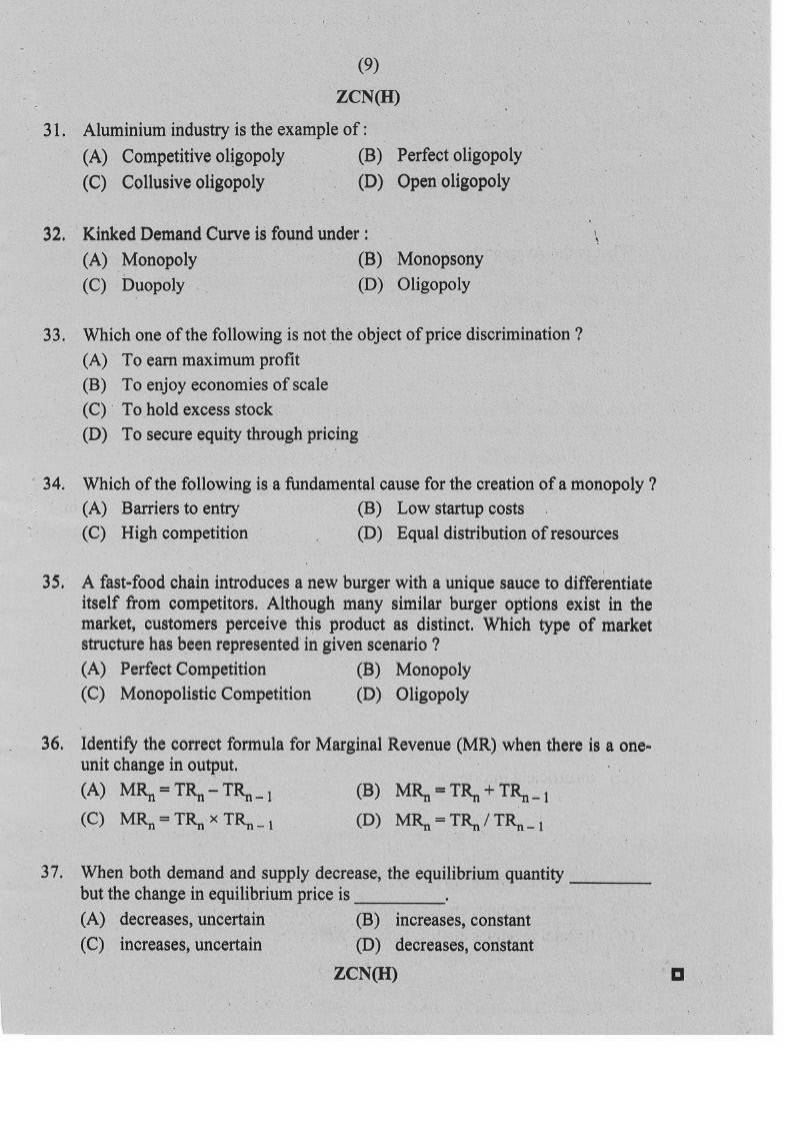 (9)
ZCN(H)
31. Aluminium industry is the example of :
(A) Competitive oligopoly (B) Perfect oligopoly
(C) Collusive oligopoly (D) Open oligopoly
32. Kinked Demand Curve is found under :
(A) Monopoly (B) Monopsony
(C) Duopoly (D) Oligopoly
33. Which one of the following is not the object of price discrimination ?
(A) To earn maximum profit
(B) To enjoy economies of scale
(C) To hold excess stock
(D) To secure equity through pricing
34. Which of the following is a fundamental cause for the creation of a monopoly ?
(A) Barriers to entry (B) Low startup costs
(C) High competition (D) Equal distribution of resources
35. A fast-food chain introduces a new burger with a unique sauce to differentiate
itself from competitors. Although many similar burger options exist in the
market, customers perceive this product as distinct. Which type of market
structure has been represented in given scenario ?
(A) Perfect Competition (B) Monopoly
(C) Monopolistic Competition (D) Oligopoly
36. Identify the correct formula for Marginal Revenue (MR) when there is a one-
unit change in output.
(A) MRₙ = TRₙ – TRₙ₋₁ (B) MRₙ = TRₙ + TRₙ₋₁
(C) MRₙ = TRₙ × TRₙ₋₁ (D) MRₙ = TRₙ / TRₙ₋₁
37. When both demand and supply decrease, the equilibrium quantity ________
but the change in equilibrium price is _________.
(A) decreases, uncertain (B) increases, constant
(C) increases, uncertain (D) decreases, constant
ZCN(H)